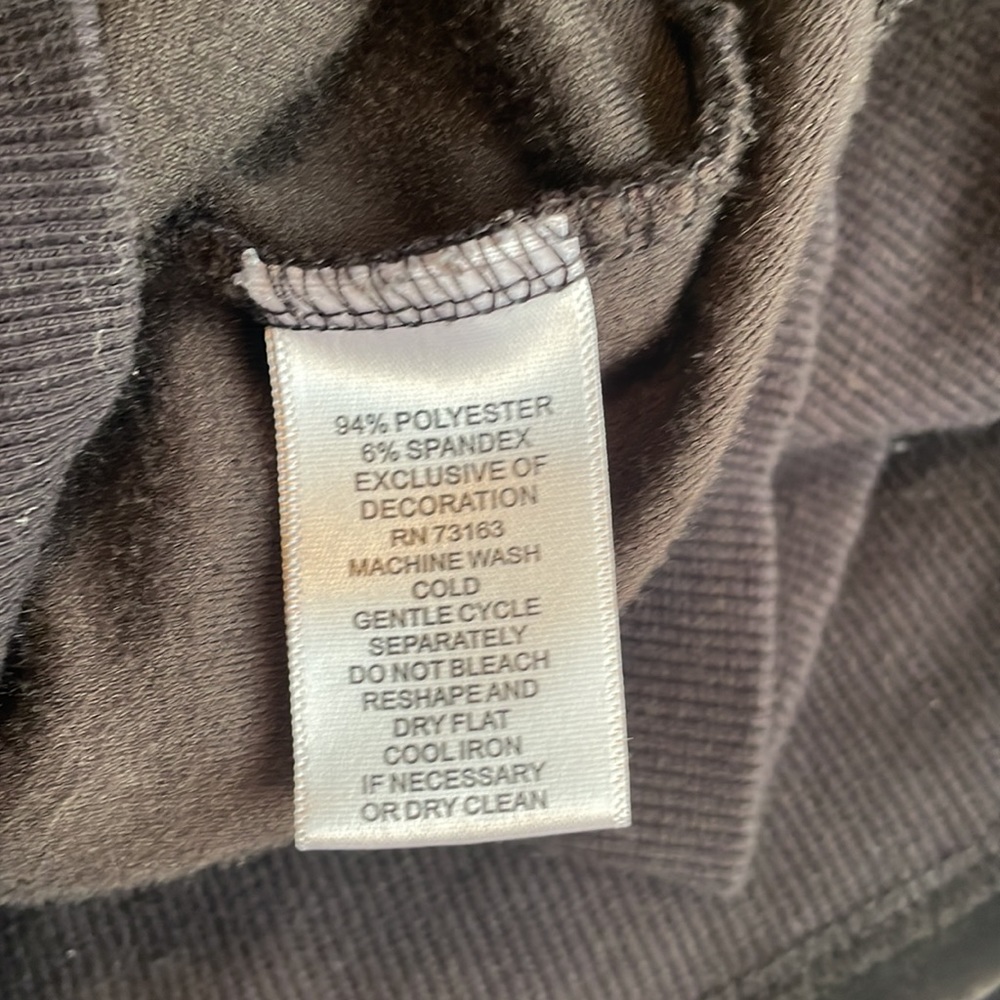 94% POLYESTER
6% SPANDEX
EXCLUSIVE OF
DECORATION
RN 73163
MACHINE WASH
COLD
GENTLE CYCLE
SEPARATELY
DO NOT BLEACH
RESHAPE AND
DRY FLAT
COOL IRON
IF NECESSARY
OR DRY CLEAN